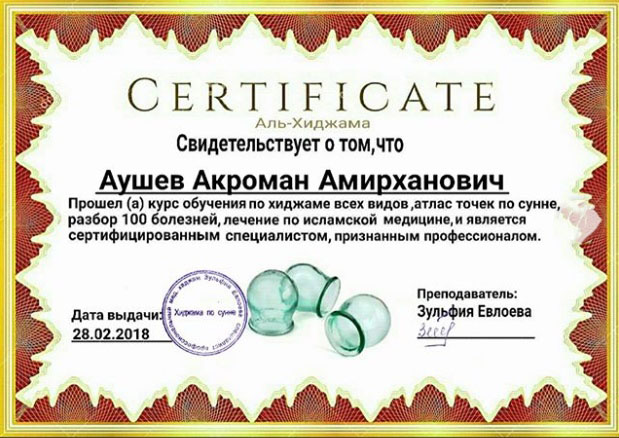 CERTIFICATE
Аль-Хиджама
Свидетельствует о том,что
Аушев Акроман Амирханович
Прошел (а) курс обучения по хиджаме всех видов ,атлас точек по сунне,
разбор 100 болезней, лечение по исламской медицине, и является
сертифицированным специалистом, признанным профессионалом.
Дата выдачи:
28.02.2018
Хиджама по сунне
Зульфия Евлоева
Преподаватель:
Зульфия Евлоева